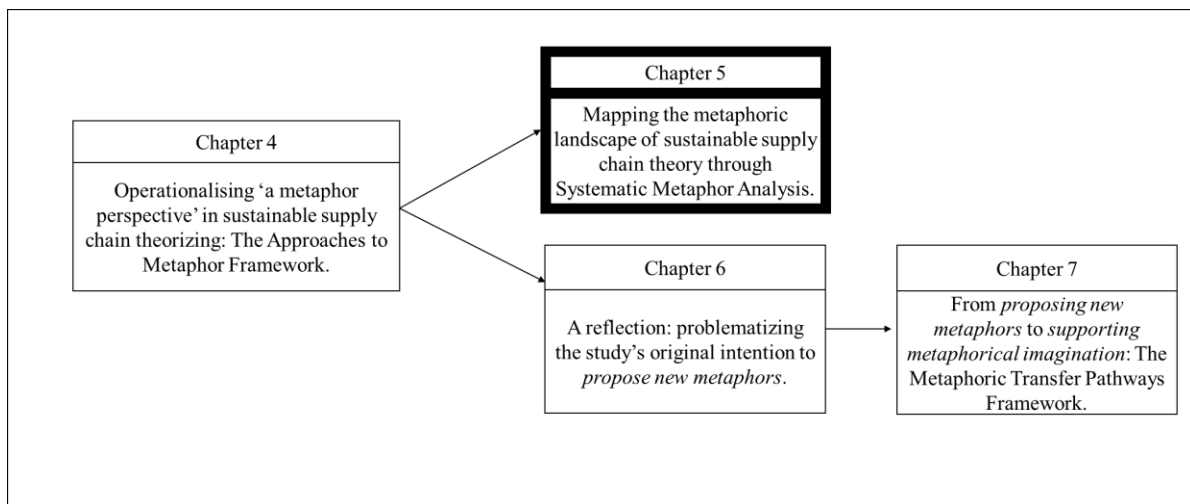 Chapter 4
Operationalising ‘a metaphor
perspective’ in sustainable supply
chain theorizing: The Approaches to
Metaphor Framework.
Chapter 5
Mapping the metaphoric
landscape of sustainable supply
chain theory through
Systematic Metaphor Analysis.
Chapter 6
A reflection: problematizing
the study’s original intention to
propose new metaphors.
Chapter 7
From proposing new
metaphors to supporting
metaphorical imagination: The
Metaphoric Transfer Pathways
Framework.